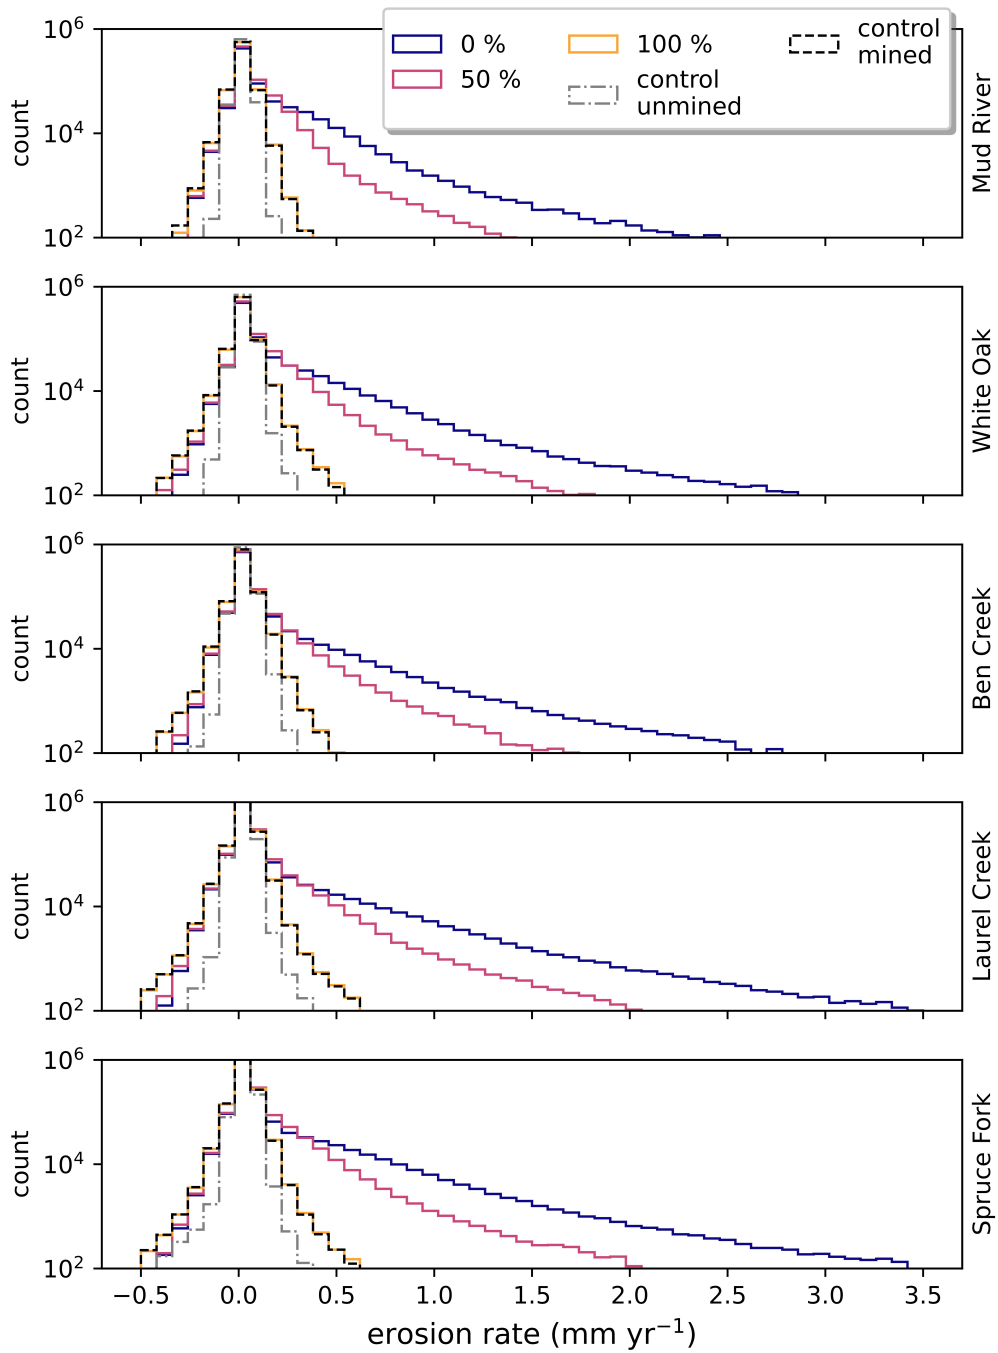 0 %
50 %
100 %
control
unmined
control
mined
10⁶
10⁴
10²
count
Mud River
10⁶
10⁴
10²
count
White Oak
10⁶
10⁴
10²
count
Ben Creek
10⁶
10⁴
10²
count
Laurel Creek
10⁶
10⁴
10²
count
Spruce Fork
−0.5 0.0 0.5 1.0 1.5 2.0 2.5 3.0 3.5
erosion rate (mm yr⁻¹)